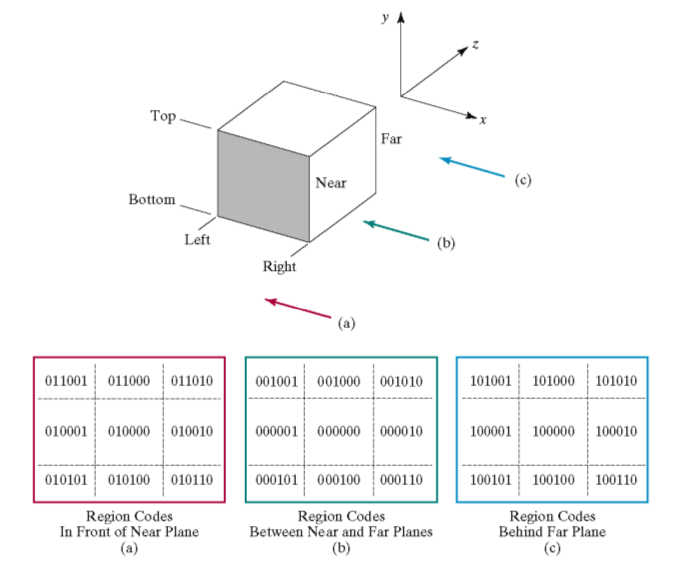 y
z
x
Top
Far
Near
(c)
Bottom
Left
(b)
Right
(a)
011001 011000 011010
010001 010000 010010
010101 010100 010110
001001 001000 001010
000001 000000 000010
000101 000100 000110
101001 101000 101010
100001 100000 100010
100101 100100 100110
Region Codes
In Front of Near Plane
(a)
Region Codes
Between Near and Far Planes
(b)
Region Codes
Behind Far Plane
(c)